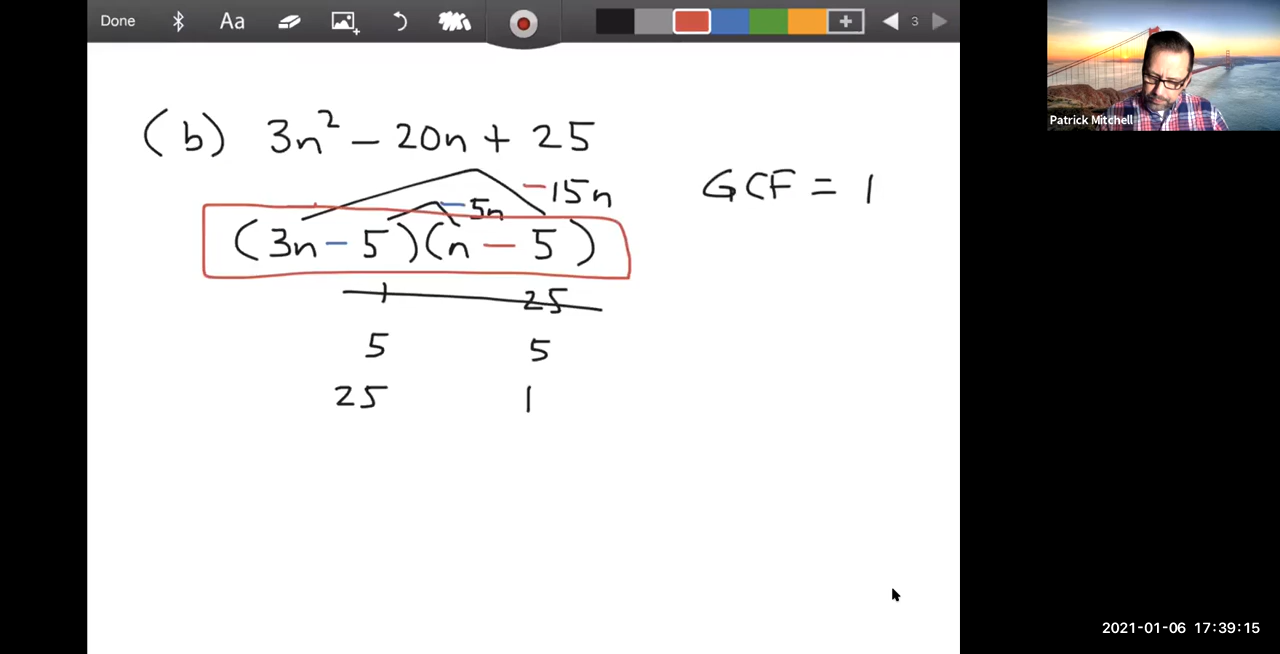 Done Aa 3
Patrick Mitchell
(b) 3n² − 20n + 25
−15n
GCF = 1
−5n
(3n − 5)(n − 5)
1 25
5 5
25 1
2021-01-06 17:39:15